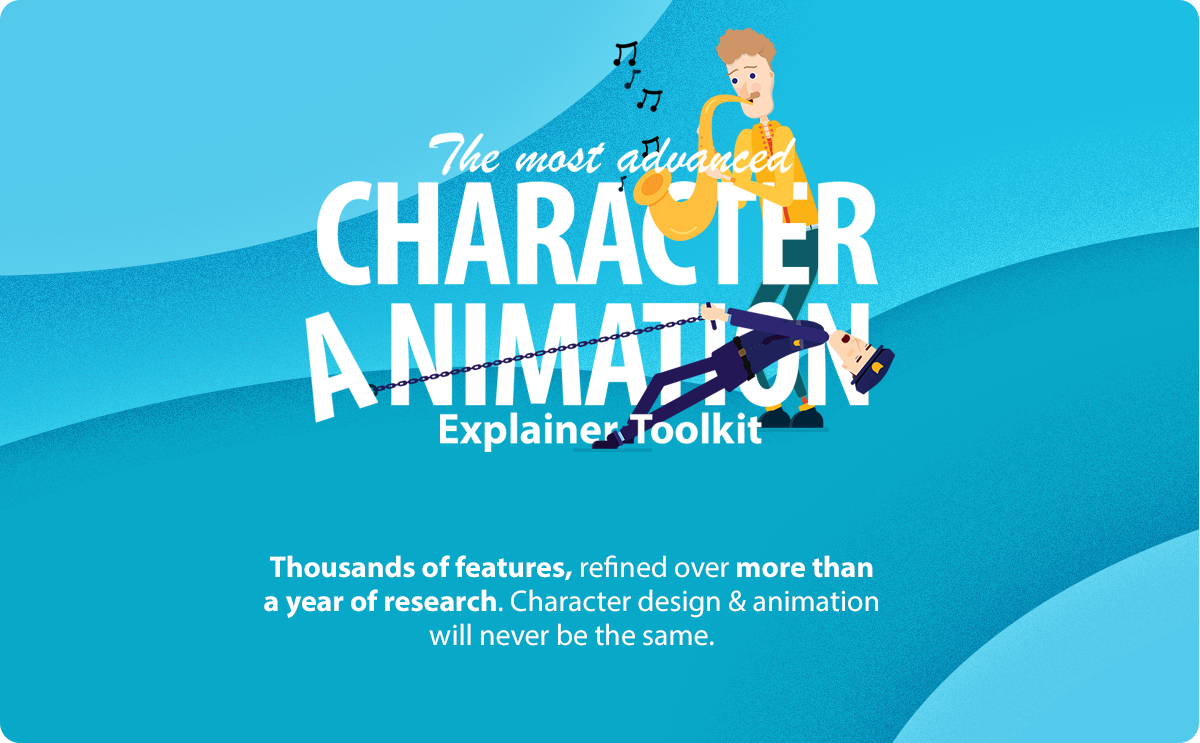 The most advanced
CHARACTER
ANIMATION
Explainer Toolkit
Thousands of features, refined over more than
a year of research. Character design & animation
will never be the same.